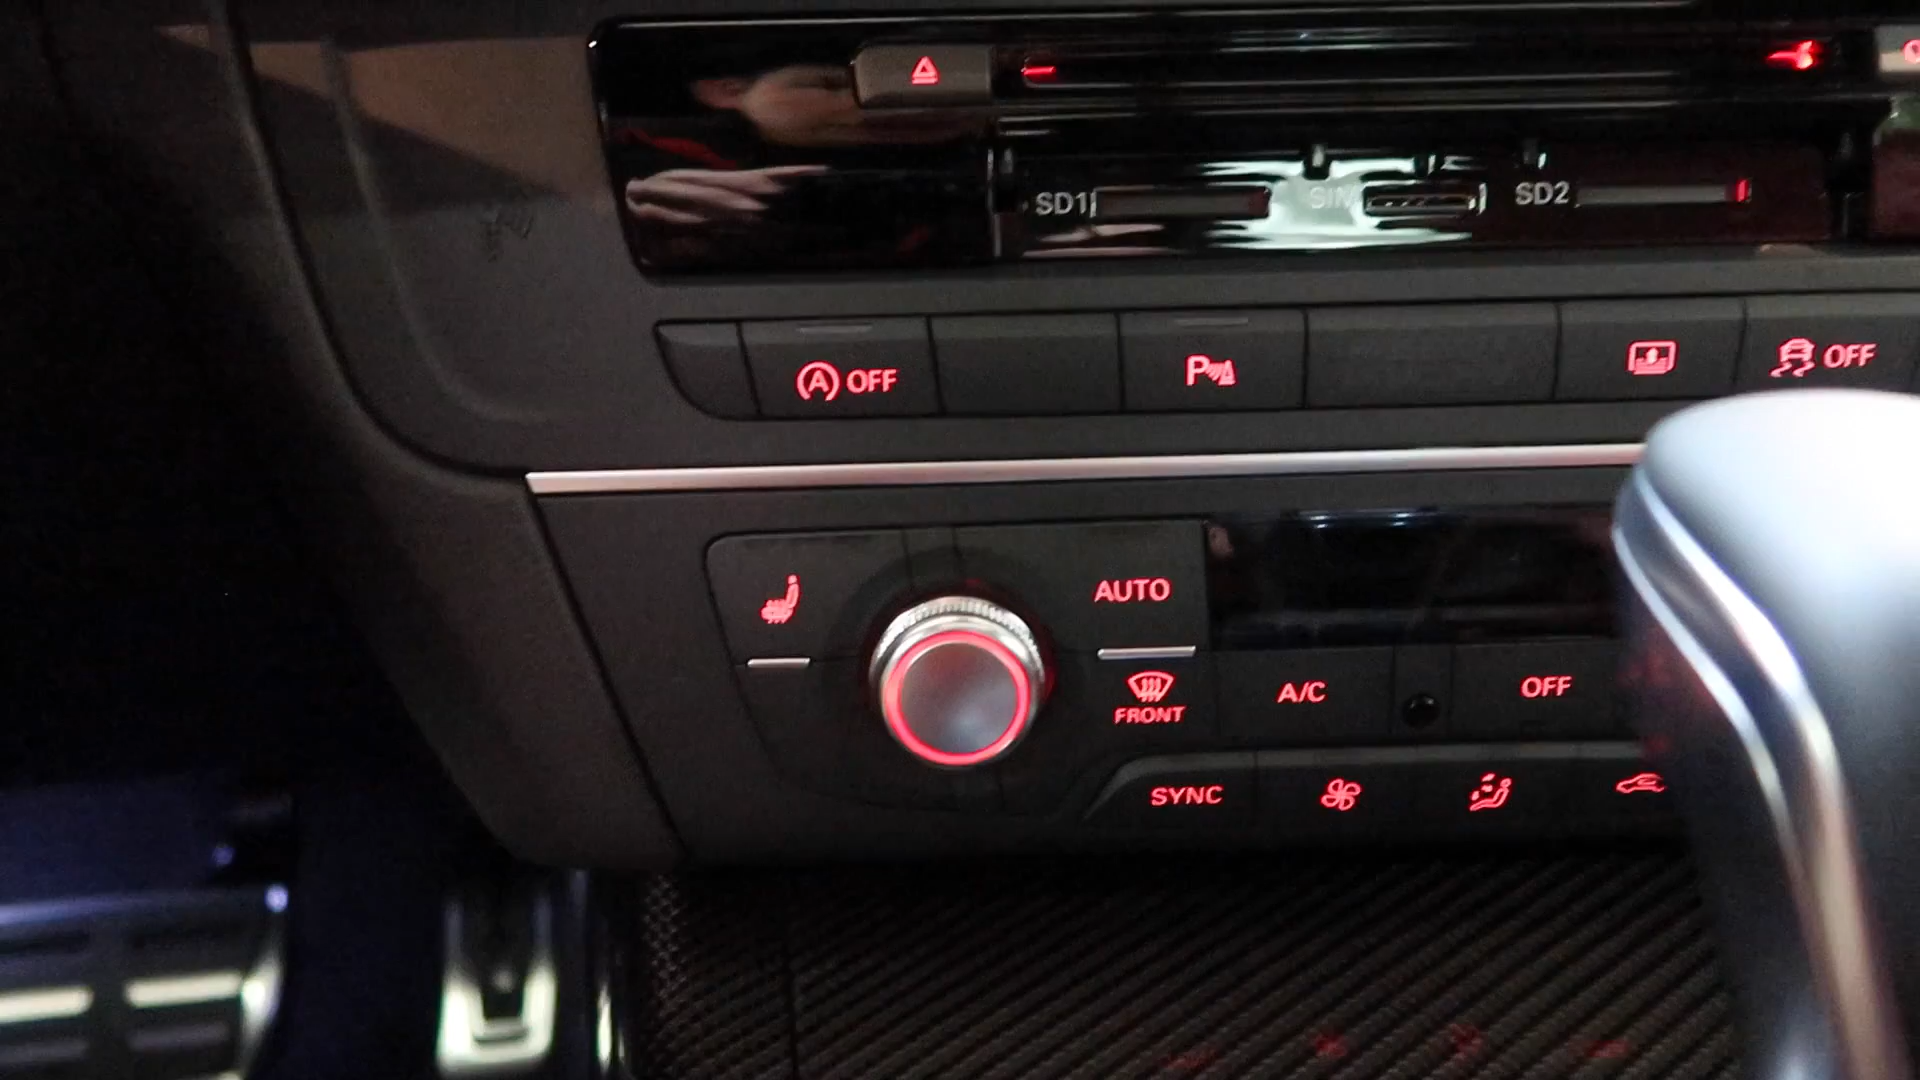 SD1 SIM SD2
A OFF P OFF
AUTO
FRONT A/C OFF
SYNC